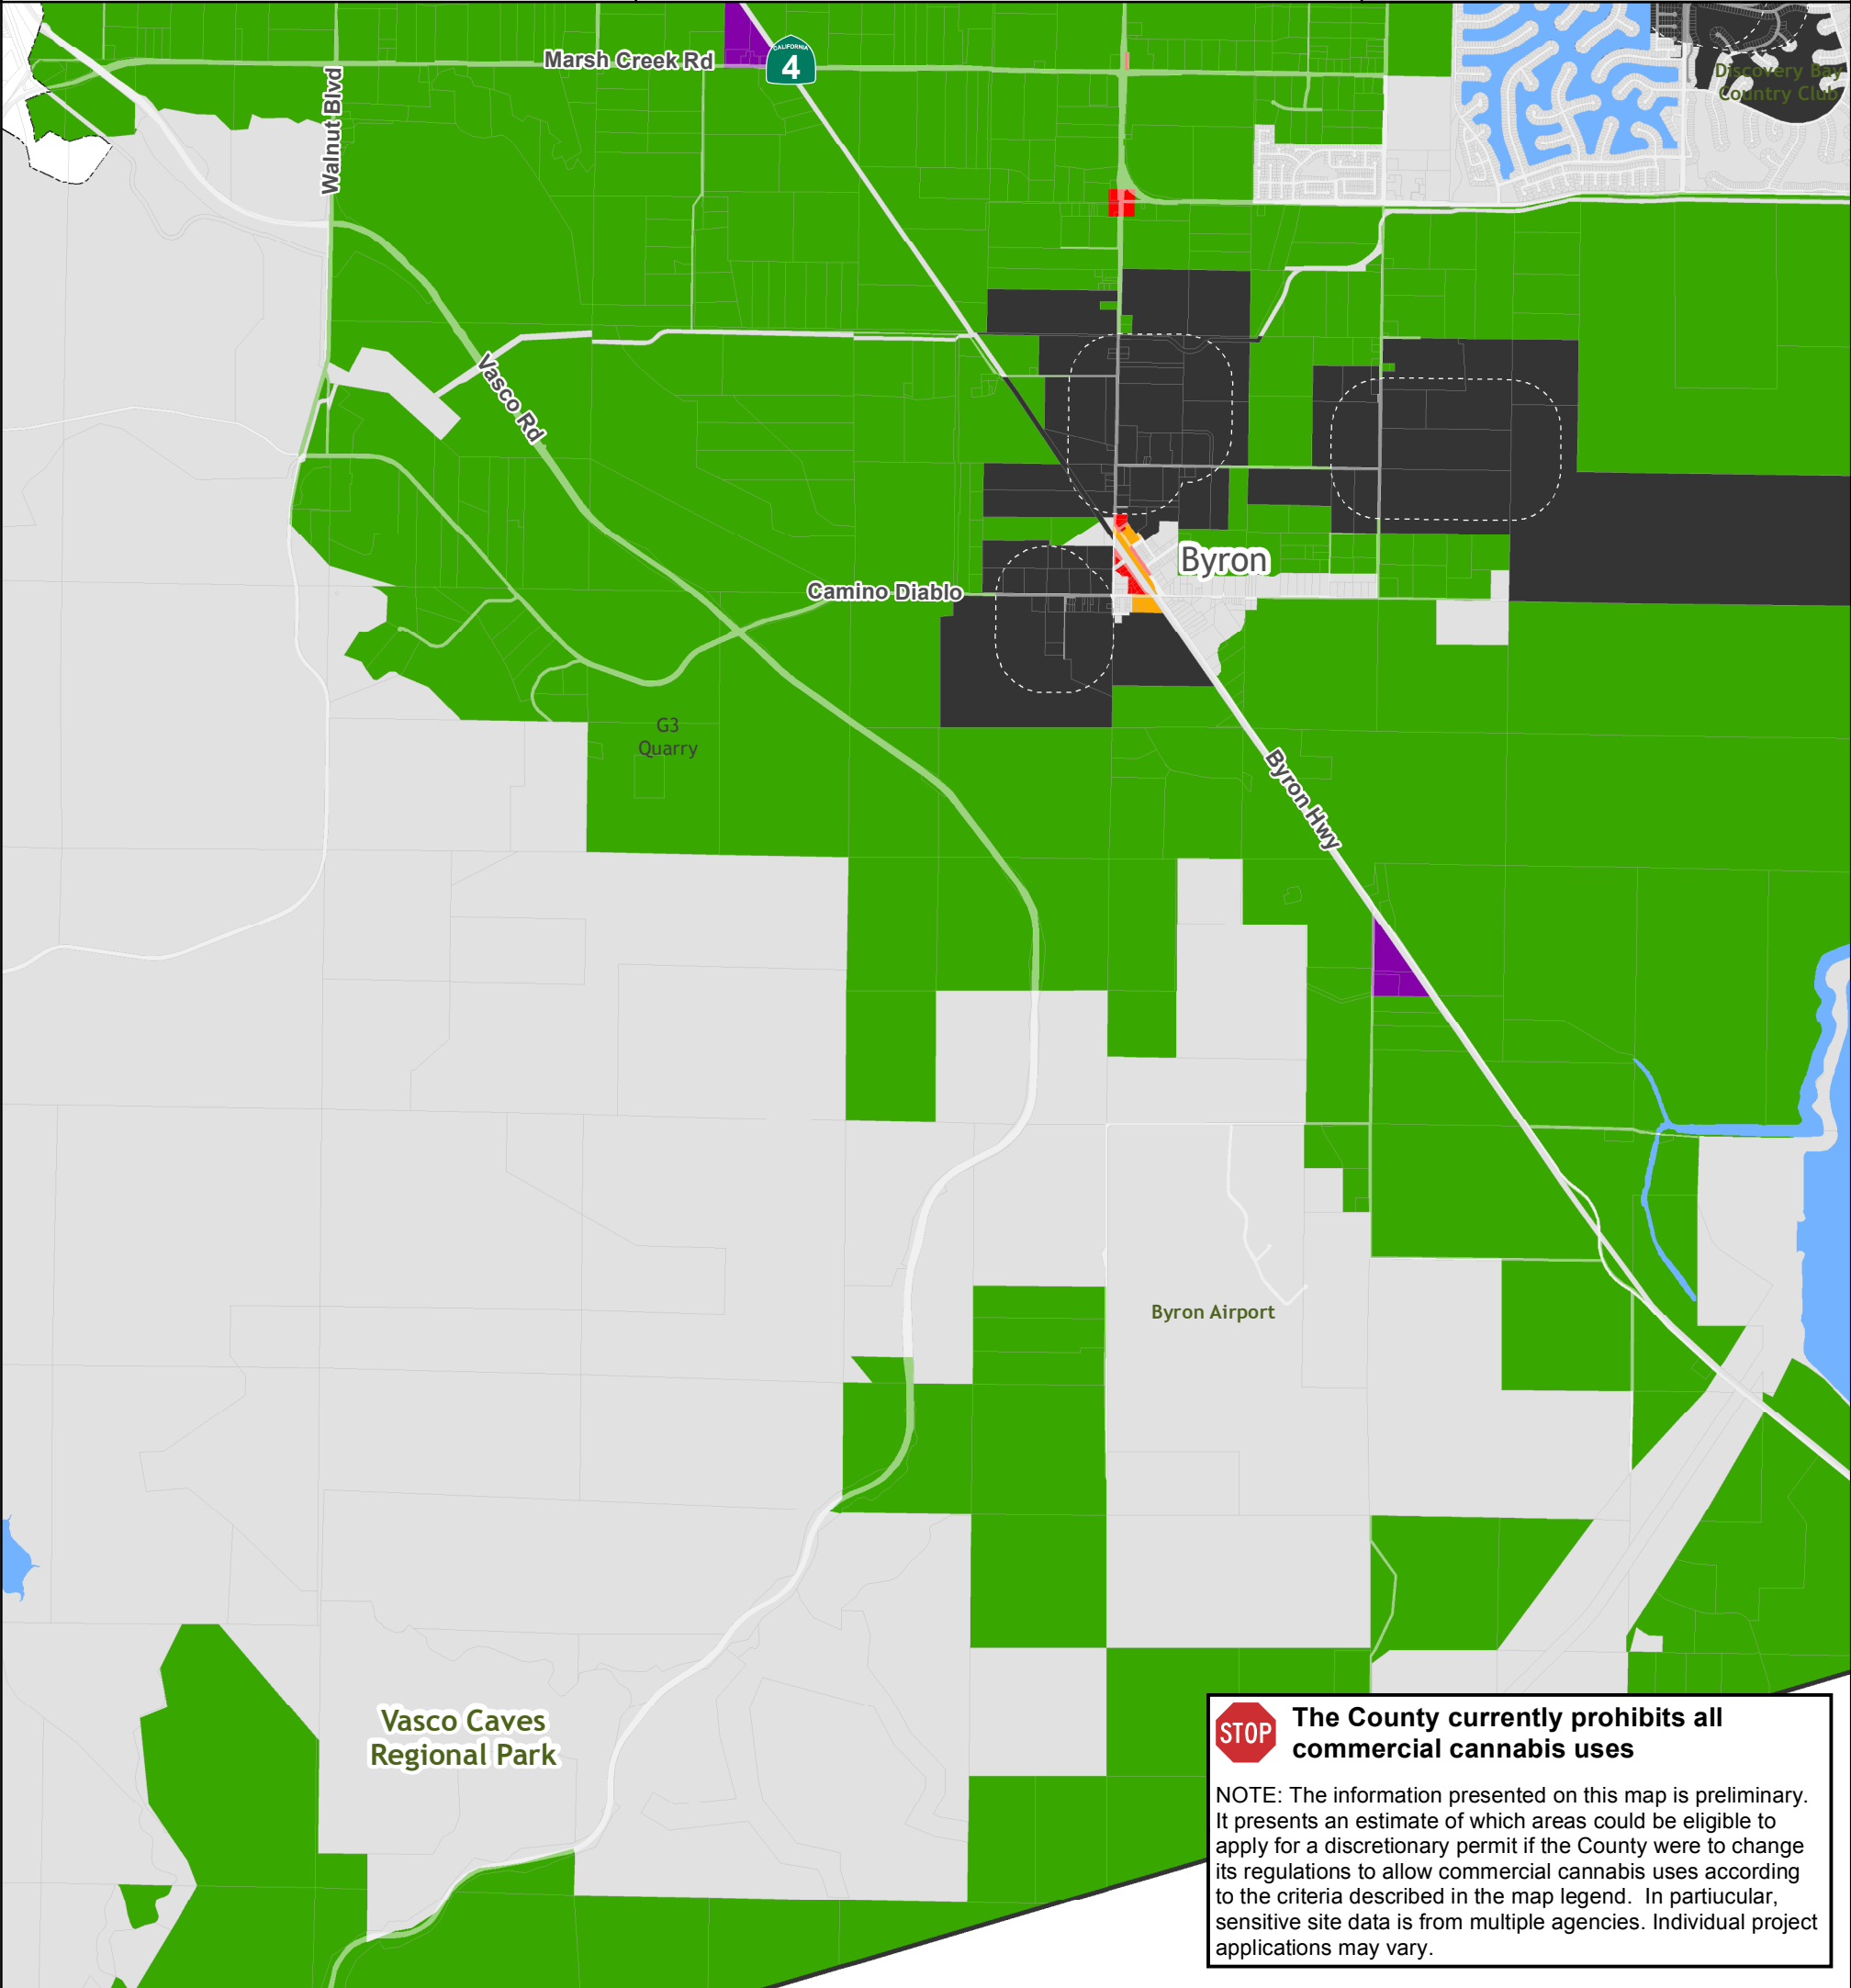 Marsh Creek Rd
CALIFORNIA
4
Discovery Bay
Country Club
Walnut Blvd
Vasco Rd
Byron
Camino Diablo
G3
Quarry
Byron Hwy
Byron Airport
Vasco Caves
Regional Park
STOP
The County currently prohibits all
commercial cannabis uses
NOTE: The information presented on this map is preliminary.
It presents an estimate of which areas could be eligible to
apply for a discretionary permit if the County were to change
its regulations to allow commercial cannabis uses according
to the criteria described in the map legend.  In partiucular,
sensitive site data is from multiple agencies. Individual project
applications may vary.